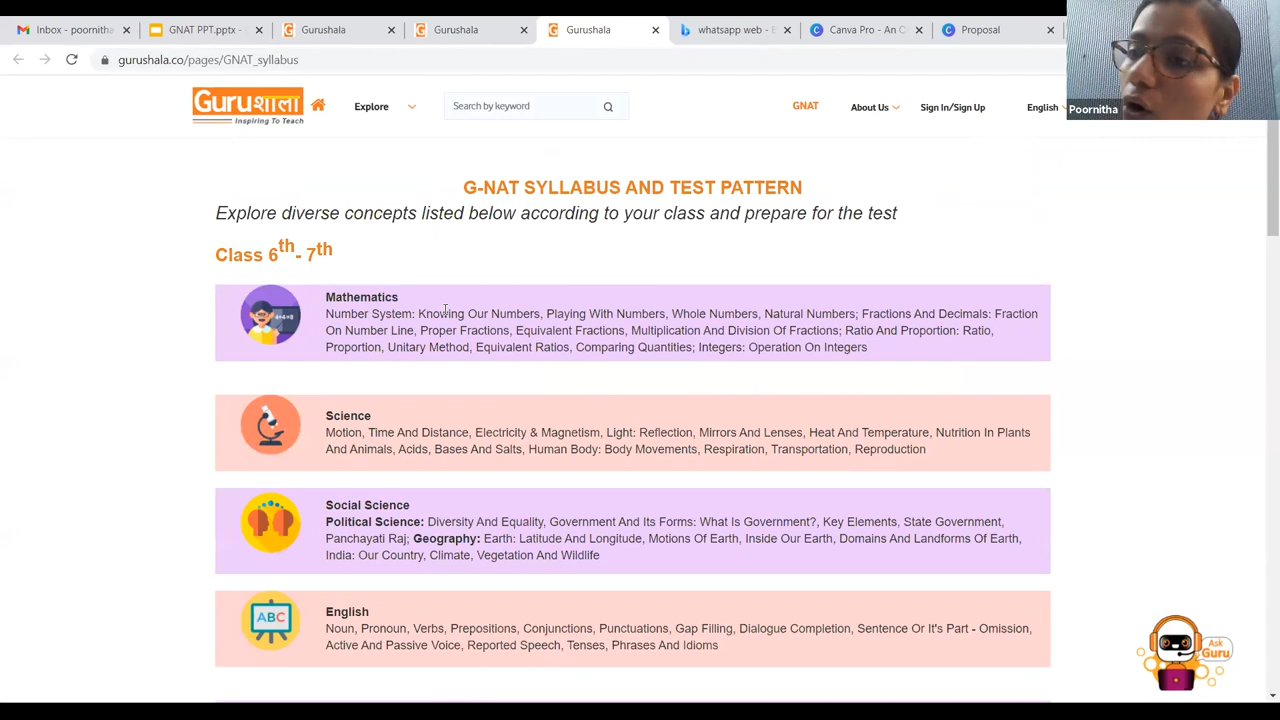 Inbox - poornitha
GNAT PPT.pptx -
Gurushala
Gurushala
Gurushala
whatsapp web -
Canva Pro - An
Proposal
gurushala.co/pages/GNAT_syllabus
Guruशाला
Inspiring To Teach
Explore
Search by keyword
GNAT
About Us
Sign In/Sign Up
English
Poornitha
G-NAT SYLLABUS AND TEST PATTERN
Explore diverse concepts listed below according to your class and prepare for the test
Class 6th- 7th
Mathematics
Number System: Knowing Our Numbers, Playing With Numbers, Whole Numbers, Natural Numbers; Fractions And Decimals: Fraction
On Number Line, Proper Fractions, Equivalent Fractions, Multiplication And Division Of Fractions; Ratio And Proportion: Ratio,
Proportion, Unitary Method, Equivalent Ratios, Comparing Quantities; Integers: Operation On Integers
Science
Motion, Time And Distance, Electricity & Magnetism, Light: Reflection, Mirrors And Lenses, Heat And Temperature, Nutrition In Plants
And Animals, Acids, Bases And Salts, Human Body: Body Movements, Respiration, Transportation, Reproduction
Social Science
Political Science: Diversity And Equality, Government And Its Forms: What Is Government?, Key Elements, State Government,
Panchayati Raj; Geography: Earth: Latitude And Longitude, Motions Of Earth, Inside Our Earth, Domains And Landforms Of Earth,
India: Our Country, Climate, Vegetation And Wildlife
ABC
English
Noun, Pronoun, Verbs, Prepositions, Conjunctions, Punctuations, Gap Filling, Dialogue Completion, Sentence Or It's Part - Omission,
Active And Passive Voice, Reported Speech, Tenses, Phrases And Idioms
Ask
Guru